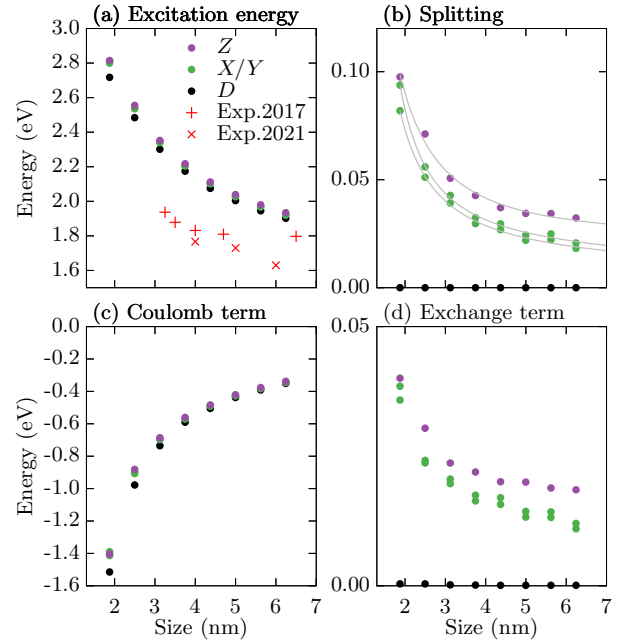 (a) Excitation energy
3.0
2.8
2.6
2.4
2.2
2.0
1.8
1.6
Energy (eV)
Z
X/Y
D
Exp.2017
Exp.2021
(b) Splitting
0.10
0.05
0.00
(c) Coulomb term
0.0
-0.2
-0.4
-0.6
-0.8
-1.0
-1.2
-1.4
-1.6
Energy (eV)
2 3 4 5 6 7
Size (nm)
(d) Exchange term
0.05
0.00
2 3 4 5 6 7
Size (nm)